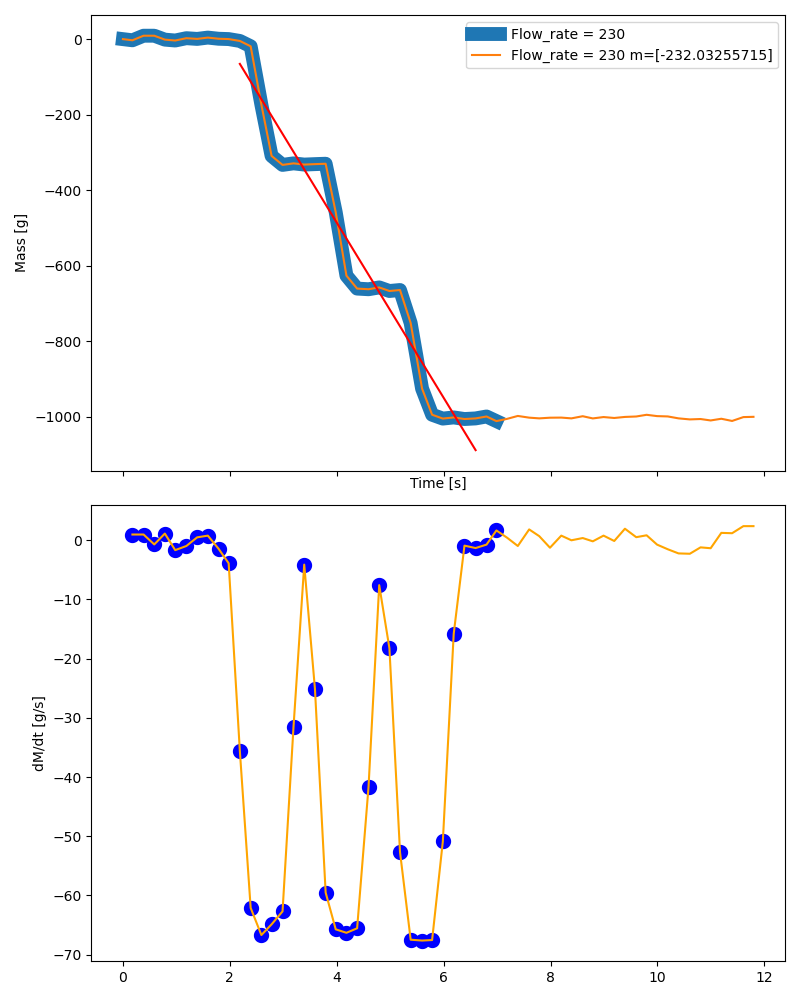 Flow_rate = 230
Flow_rate = 230 m=[-232.03255715]
0
−200
−400
−600
−800
−1000
Mass [g]
Time [s]
0
−10
−20
−30
−40
−50
−60
−70
dM/dt [g/s]
0 2 4 6 8 10 12